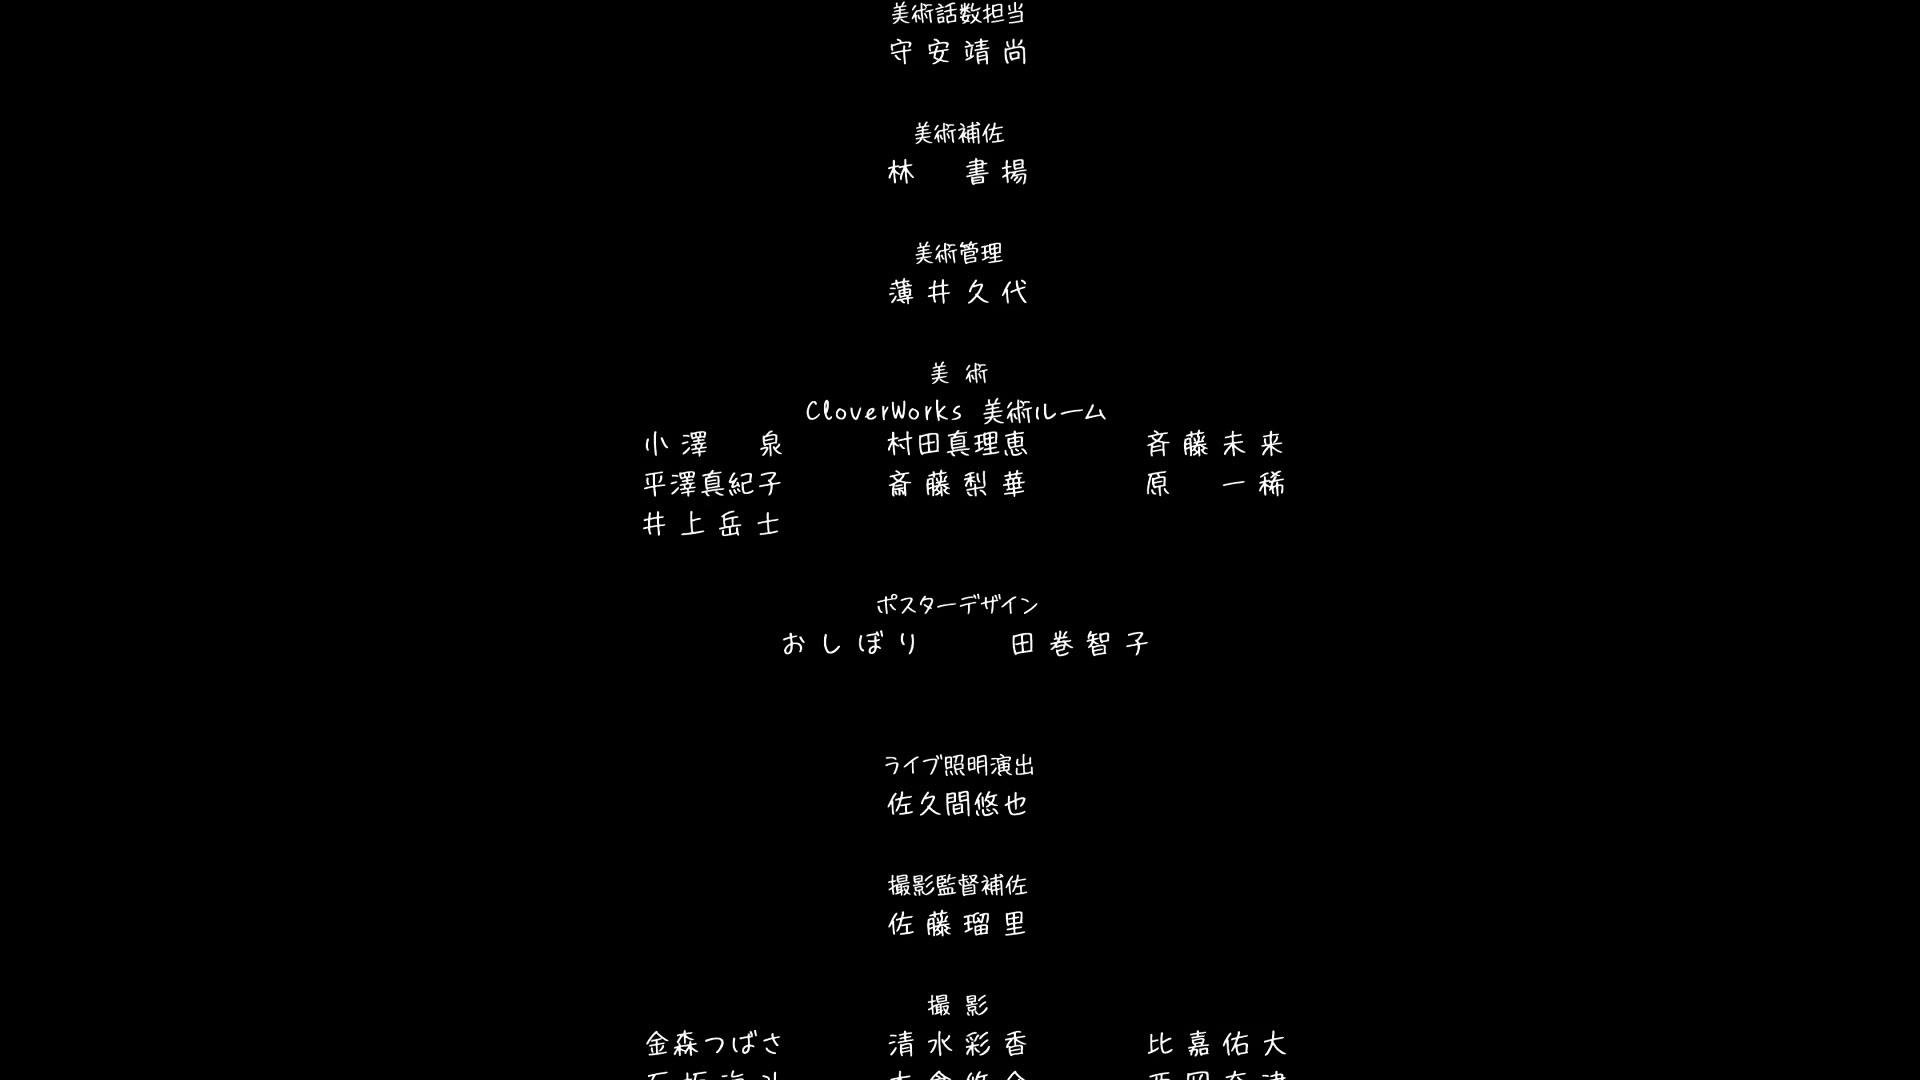 美術話数担当
守安靖尚
美術補佐
林 書揚
美術管理
薄井久代
美術
CloverWorks 美術ルーム
小澤 泉 村田真理恵 斉藤未来
平澤真紀子 斎藤梨華 原 一稀
井上岳士
ポスターデザイン
おしぼり 田巻智子
ライブ照明演出
佐久間悠也
撮影監督補佐
佐藤瑠里
撮影
金森つばさ 清水彩香 比嘉佑大